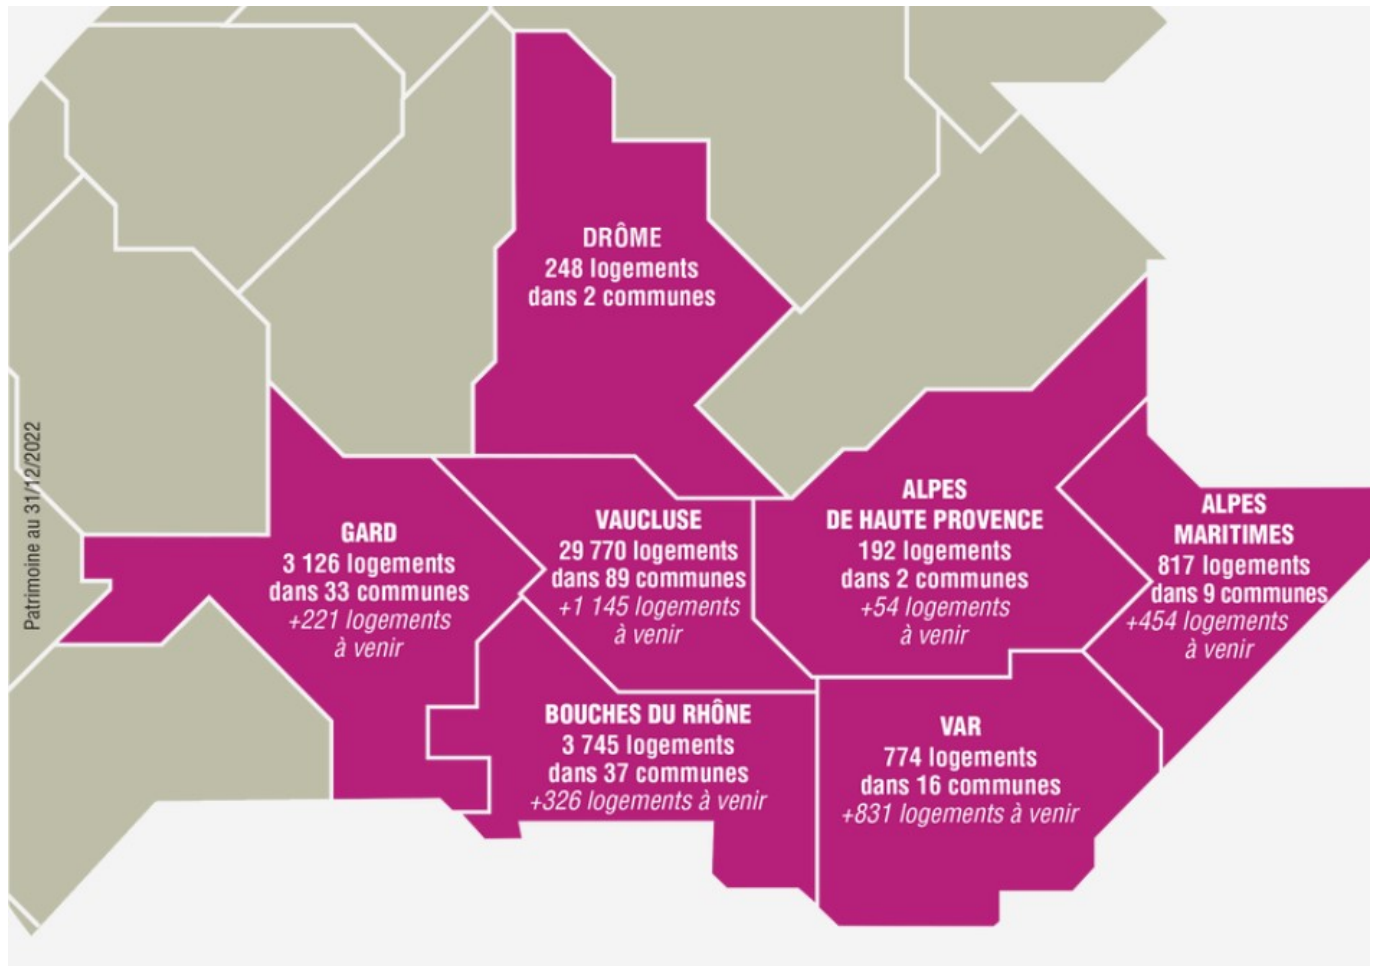 DRÔME
248 logements
dans 2 communes
Patrimoine au 31/12/2022
GARD
3 126 logements
dans 33 communes
+221 logements
à venir
VAUCLUSE
29 770 logements
dans 89 communes
+1 145 logements
à venir
ALPES
DE HAUTE PROVENCE
192 logements
dans 2 communes
+54 logements
à venir
ALPES
MARITIMES
817 logements
dans 9 communes
+454 logements
à venir
BOUCHES DU RHÔNE
3 745 logements
dans 37 communes
+326 logements à venir
VAR
774 logements
dans 16 communes
+831 logements à venir